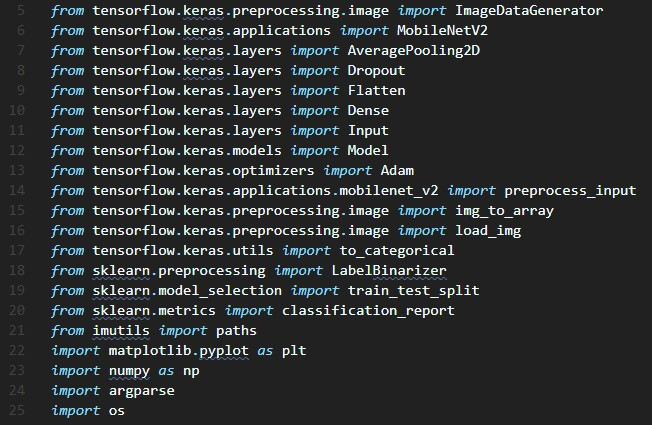 5 from tensorflow.keras.preprocessing.image import ImageDataGenerator
6 from tensorflow.keras.applications import MobileNetV2
7 from tensorflow.keras.layers import AveragePooling2D
8 from tensorflow.keras.layers import Dropout
9 from tensorflow.keras.layers import Flatten
10 from tensorflow.keras.layers import Dense
11 from tensorflow.keras.layers import Input
12 from tensorflow.keras.models import Model
13 from tensorflow.keras.optimizers import Adam
14 from tensorflow.keras.applications.mobilenet_v2 import preprocess_input
15 from tensorflow.keras.preprocessing.image import img_to_array
16 from tensorflow.keras.preprocessing.image import load_img
17 from tensorflow.keras.utils import to_categorical
18 from sklearn.preprocessing import LabelBinarizer
19 from sklearn.model_selection import train_test_split
20 from sklearn.metrics import classification_report
21 from imutils import paths
22 import matplotlib.pyplot as plt
23 import numpy as np
24 import argparse
25 import os